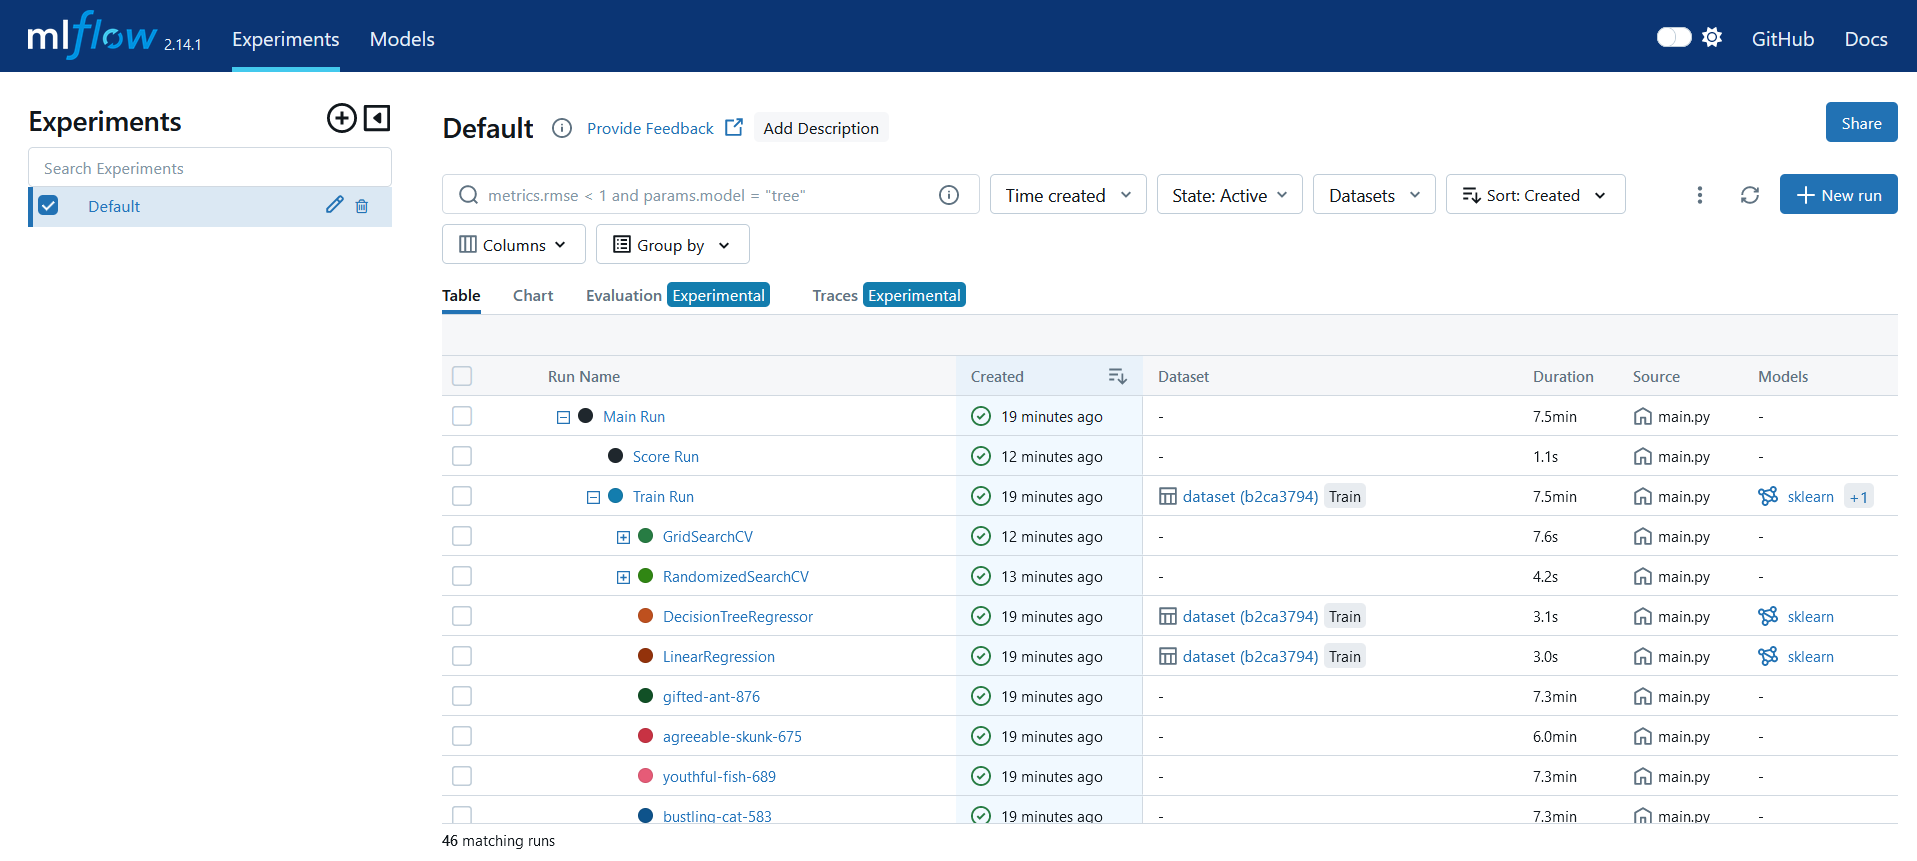 mlflow 2.14.1 Experiments Models GitHub Docs
Experiments
Search Experiments
Default
Default Provide Feedback Add Description Share
metrics.rmse < 1 and params.model = "tree" Time created State: Active Datasets Sort: Created New run
Columns Group by
Table Chart Evaluation Experimental Traces Experimental
Run Name Created Dataset Duration Source Models
Main Run 19 minutes ago - 7.5min main.py -
Score Run 12 minutes ago - 1.1s main.py -
Train Run 19 minutes ago dataset (b2ca3794) Train 7.5min main.py sklearn +1
GridSearchCV 12 minutes ago - 7.6s main.py -
RandomizedSearchCV 13 minutes ago - 4.2s main.py -
DecisionTreeRegressor 19 minutes ago dataset (b2ca3794) Train 3.1s main.py sklearn
LinearRegression 19 minutes ago dataset (b2ca3794) Train 3.0s main.py sklearn
gifted-ant-876 19 minutes ago - 7.3min main.py -
agreeable-skunk-675 19 minutes ago - 6.0min main.py -
youthful-fish-689 19 minutes ago - 7.3min main.py -
bustling-cat-583 19 minutes ago - 7.3min main.py -
46 matching runs